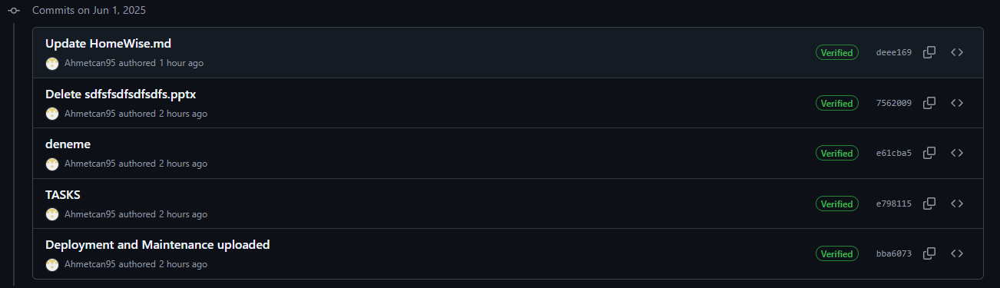 Commits on Jun 1, 2025
Update HomeWise.md
Verified deee169
Ahmetcan95 authored 1 hour ago
Delete sdfsfsdfsdfsdfs.pptx
Verified 7562009
Ahmetcan95 authored 2 hours ago
deneme
Verified e61cba5
Ahmetcan95 authored 2 hours ago
TASKS
Verified e798115
Ahmetcan95 authored 2 hours ago
Deployment and Maintenance uploaded
Verified bba6073
Ahmetcan95 authored 2 hours ago